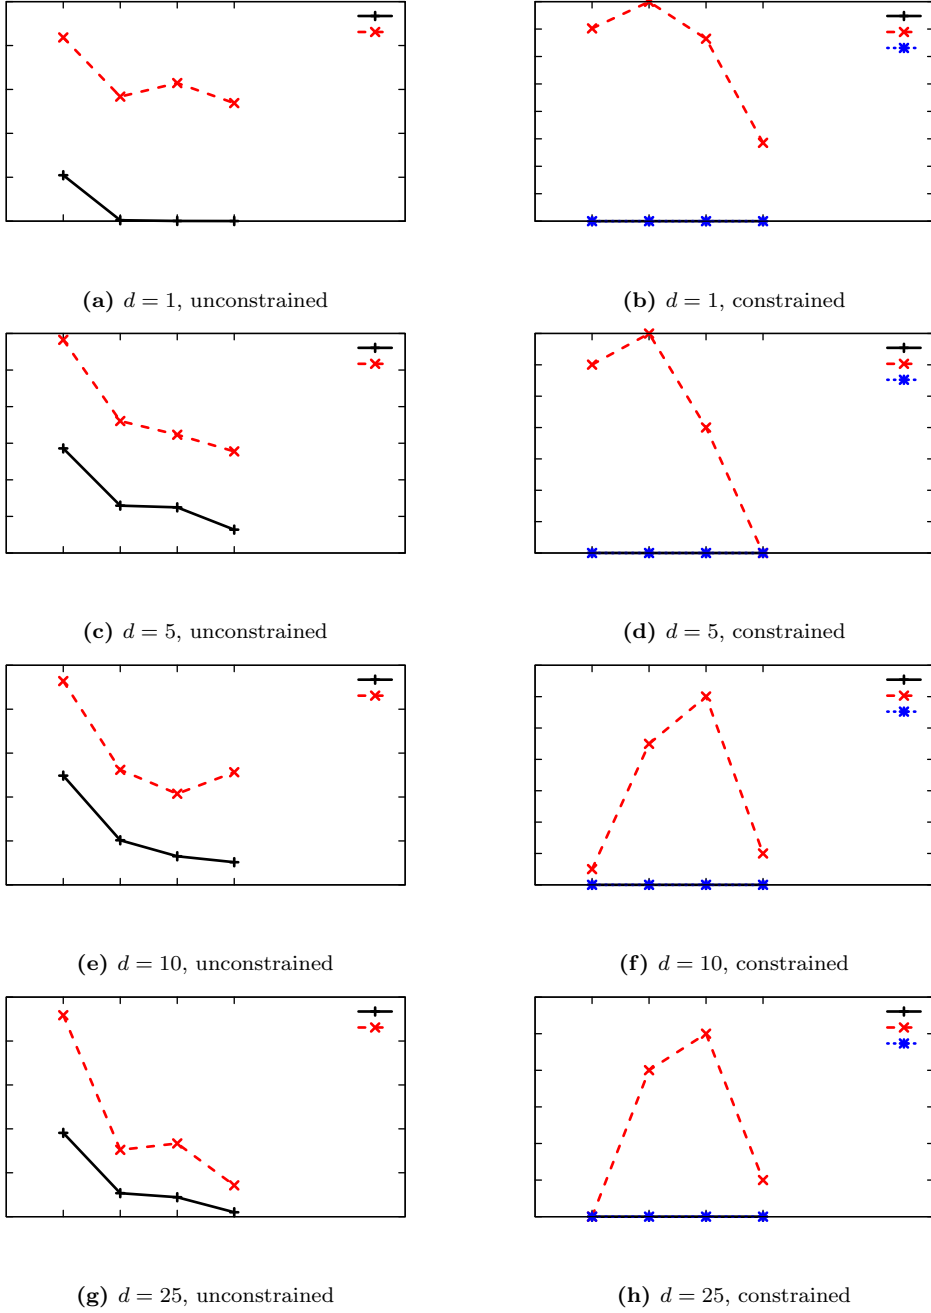 (a) d = 1, unconstrained
(b) d = 1, constrained
(c) d = 5, unconstrained
(d) d = 5, constrained
(e) d = 10, unconstrained
(f) d = 10, constrained
(g) d = 25, unconstrained
(h) d = 25, constrained